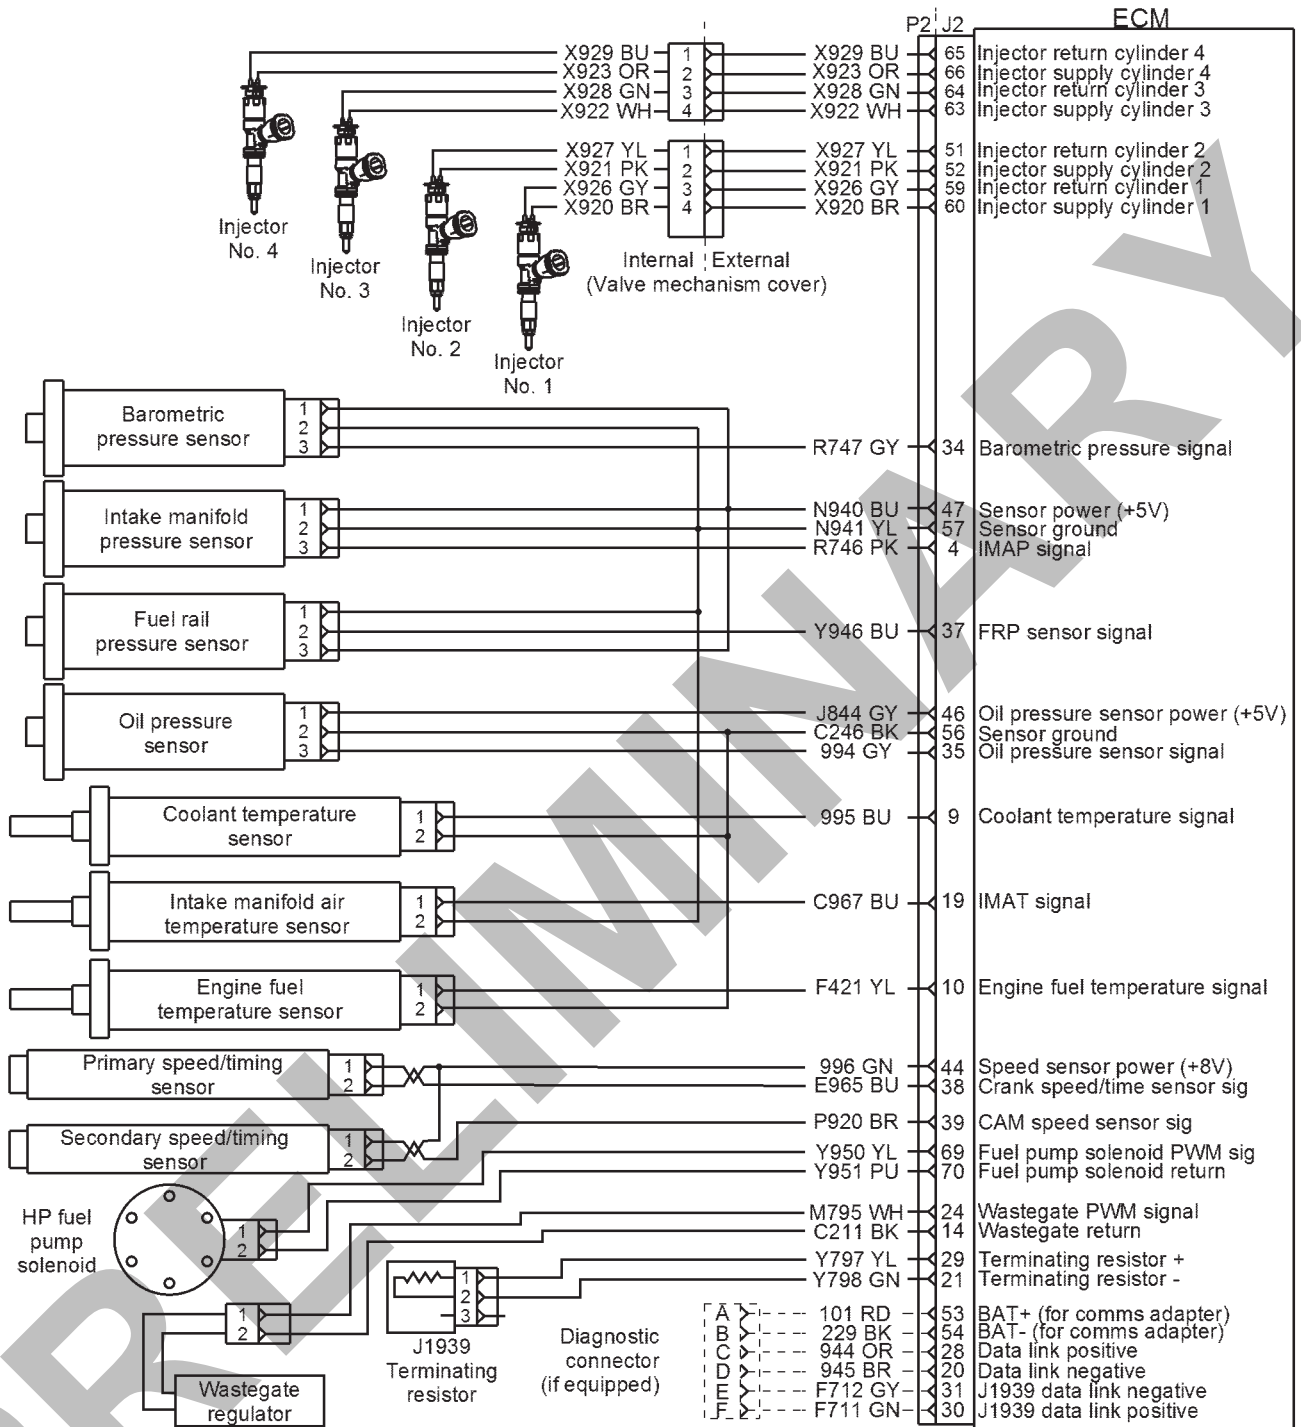 P2 J2 ECM
X929 BU 1 X929 BU 65 Injector return cylinder 4
X923 OR 2 X923 OR 66 Injector supply cylinder 4
X928 GN 3 X928 GN 64 Injector return cylinder 3
X922 WH 4 X922 WH 63 Injector supply cylinder 3
X927 YL 1 X927 YL 51 Injector return cylinder 2
X921 PK 2 X921 PK 52 Injector supply cylinder 2
X926 GY 3 X926 GY 59 Injector return cylinder 1
X920 BR 4 X920 BR 60 Injector supply cylinder 1
Injector
No. 4
Injector
No. 3
Injector
No. 2
Injector
No. 1
Internal External
(Valve mechanism cover)
Barometric
pressure sensor
1
2
3
R747 GY 34 Barometric pressure signal
Intake manifold
pressure sensor
1 N940 BU 47 Sensor power (+5V)
2 N941 YL 57 Sensor ground
3 R746 PK 4 IMAP signal
Fuel rail
pressure sensor
1
2 Y946 BU 37 FRP sensor signal
3
Oil pressure
sensor
1 J844 GY 46 Oil pressure sensor power (+5V)
2 C246 BK 56 Sensor ground
3 994 GY 35 Oil pressure sensor signal
Coolant temperature
sensor
1 995 BU 9 Coolant temperature signal
2
Intake manifold air
temperature sensor
1 C967 BU 19 IMAT signal
2
Engine fuel
temperature sensor
1 F421 YL 10 Engine fuel temperature signal
2
Primary speed/timing
sensor
1 996 GN 44 Speed sensor power (+8V)
2 E965 BU 38 Crank speed/time sensor sig
Secondary speed/timing
sensor
1
2
P920 BR 39 CAM speed sensor sig
Y950 YL 69 Fuel pump solenoid PWM sig
Y951 PU 70 Fuel pump solenoid return
HP fuel
pump
solenoid
1
2
M795 WH 24 Wastegate PWM signal
C211 BK 14 Wastegate return
Y797 YL 29 Terminating resistor +
Y798 GN 21 Terminating resistor -
1
2
3
J1939
Terminating
resistor
1
2
Wastegate
regulator
Diagnostic
connector
(if equipped)
A 101 RD 53 BAT+ (for comms adapter)
B 229 BK 54 BAT- (for comms adapter)
C 944 OR 28 Data link positive
D 945 BR 20 Data link negative
E F712 GY 31 J1939 data link negative
F F711 GN 30 J1939 data link positive
PRELIMINARY